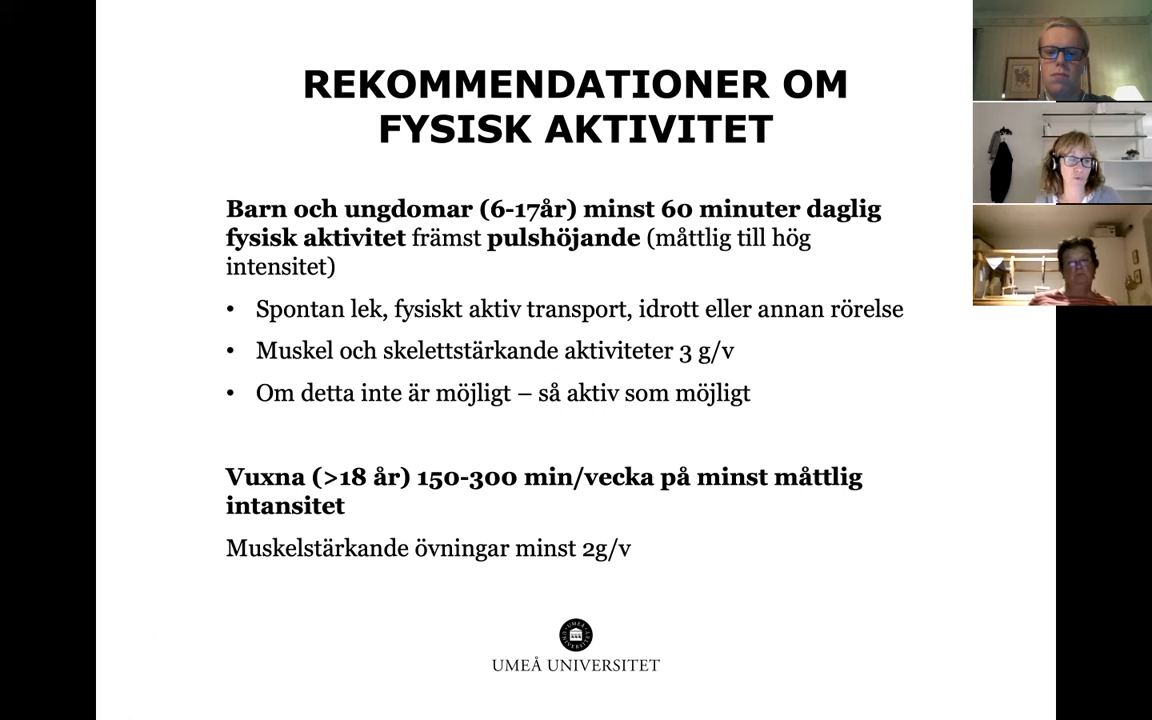 REKOMMENDATIONER OM
FYSISK AKTIVITET
Barn och ungdomar (6-17år) minst 60 minuter daglig
fysisk aktivitet främst pulshöjande (måttlig till hög
intensitet)
• Spontan lek, fysiskt aktiv transport, idrott eller annan rörelse
• Muskel och skelettstärkande aktiviteter 3 g/v
• Om detta inte är möjligt – så aktiv som möjligt
Vuxna (>18 år) 150-300 min/vecka på minst måttlig
intansitet
Muskelstärkande övningar minst 2g/v
UMEÅ UNIVERSITET